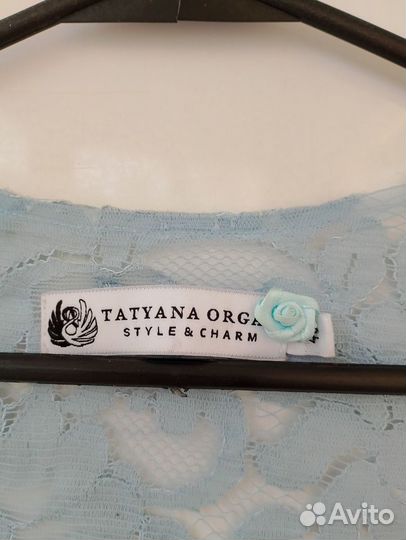 TATYANA ORGA
STYLE & CHARM
Avito